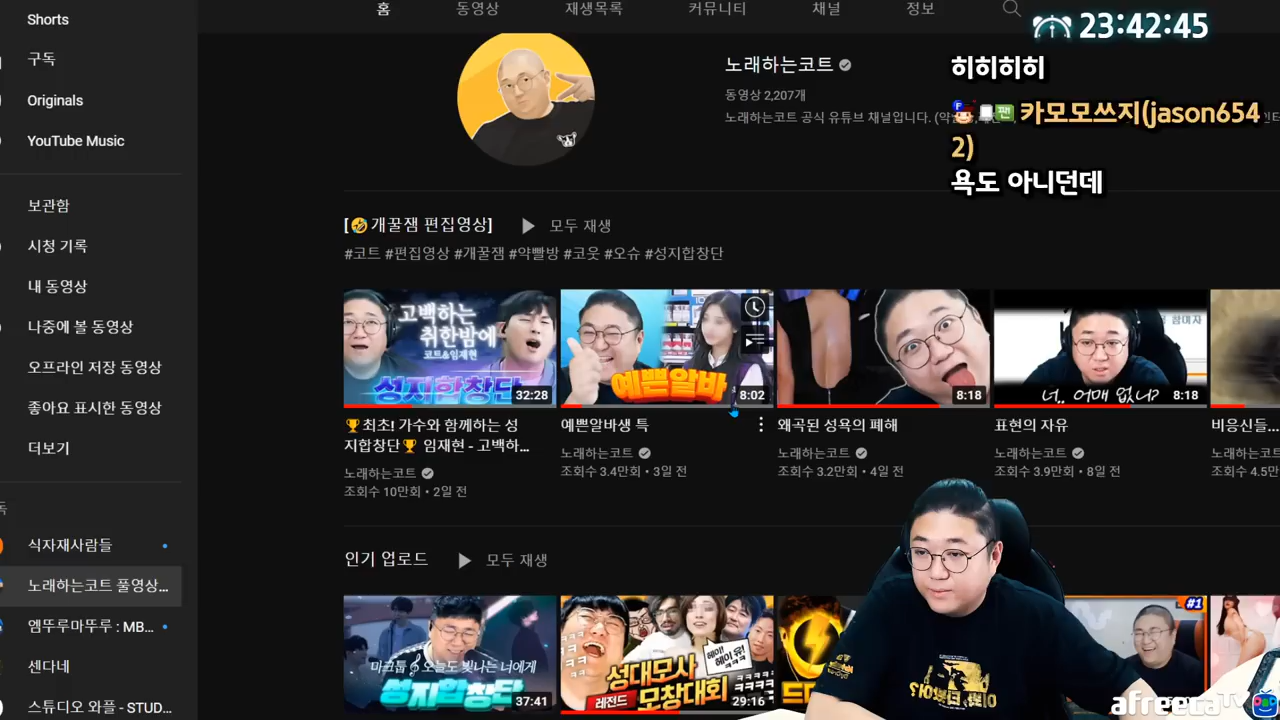 Shorts
구독
Originals
YouTube Music
보관함
시청 기록
내 동영상
나중에 볼 동영상
오프라인 저장 동영상
좋아요 표시한 동영상
더보기
식자재사람들
노래하는코트 풀영상...
엠뚜루마뚜루 : MB...
센다네
스튜디오 와플 - STUD...
홈
동영상
재생목록
커뮤니티
채널
정보
23:42:45
히히히히
카모모쓰지(jason654
2)
욕도 아니던데
노래하는코트
동영상 2,207개
노래하는코트 공식 유튜브 채널입니다.
[🤣개꿀잼 편집영상]
모두 재생
#코트 #편집영상 #개꿀잼 #약빨방 #코웃 #오슈 #성지합창단
고백하는
취한밤에
코트&임재현
성지합창단
32:28
🏆최초! 가수와 함께하는 성
지합창단🏆 임재현 - 고백하...
노래하는코트
조회수 10만회 • 2일 전
예쁜알바
8:02
예쁜알바생 특
노래하는코트
조회수 3.4만회 • 3일 전
8:18
왜곡된 성욕의 폐해
노래하는코트
조회수 3.2만회 • 4일 전
참여자
너.. 어매 없니?
8:18
표현의 자유
노래하는코트
조회수 3.9만회 • 8일 전
비응신들...
노래하는코트
조회수 4.5만
인기 업로드
모두 재생
마크툽 오늘도 빛나는 너에게
성지합창단
37:41
헤이! 헤이 유!
성대모사
레전드
모창대회
29:16
#1
afreecaTV